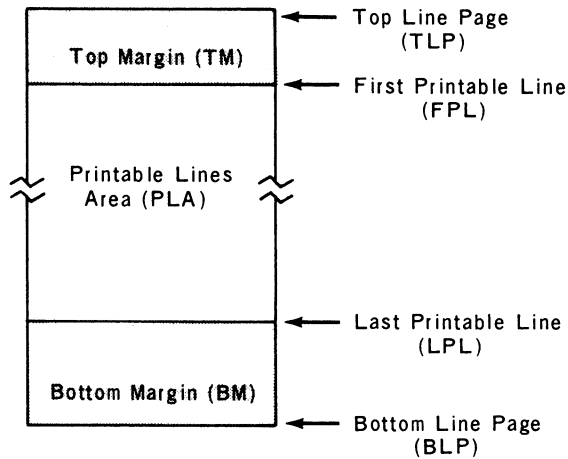 Top Line Page
(TLP)
Top Margin (TM)
First Printable Line
(FPL)
Printable Lines
Area (PLA)
Last Printable Line
(LPL)
Bottom Margin (BM)
Bottom Line Page
(BLP)